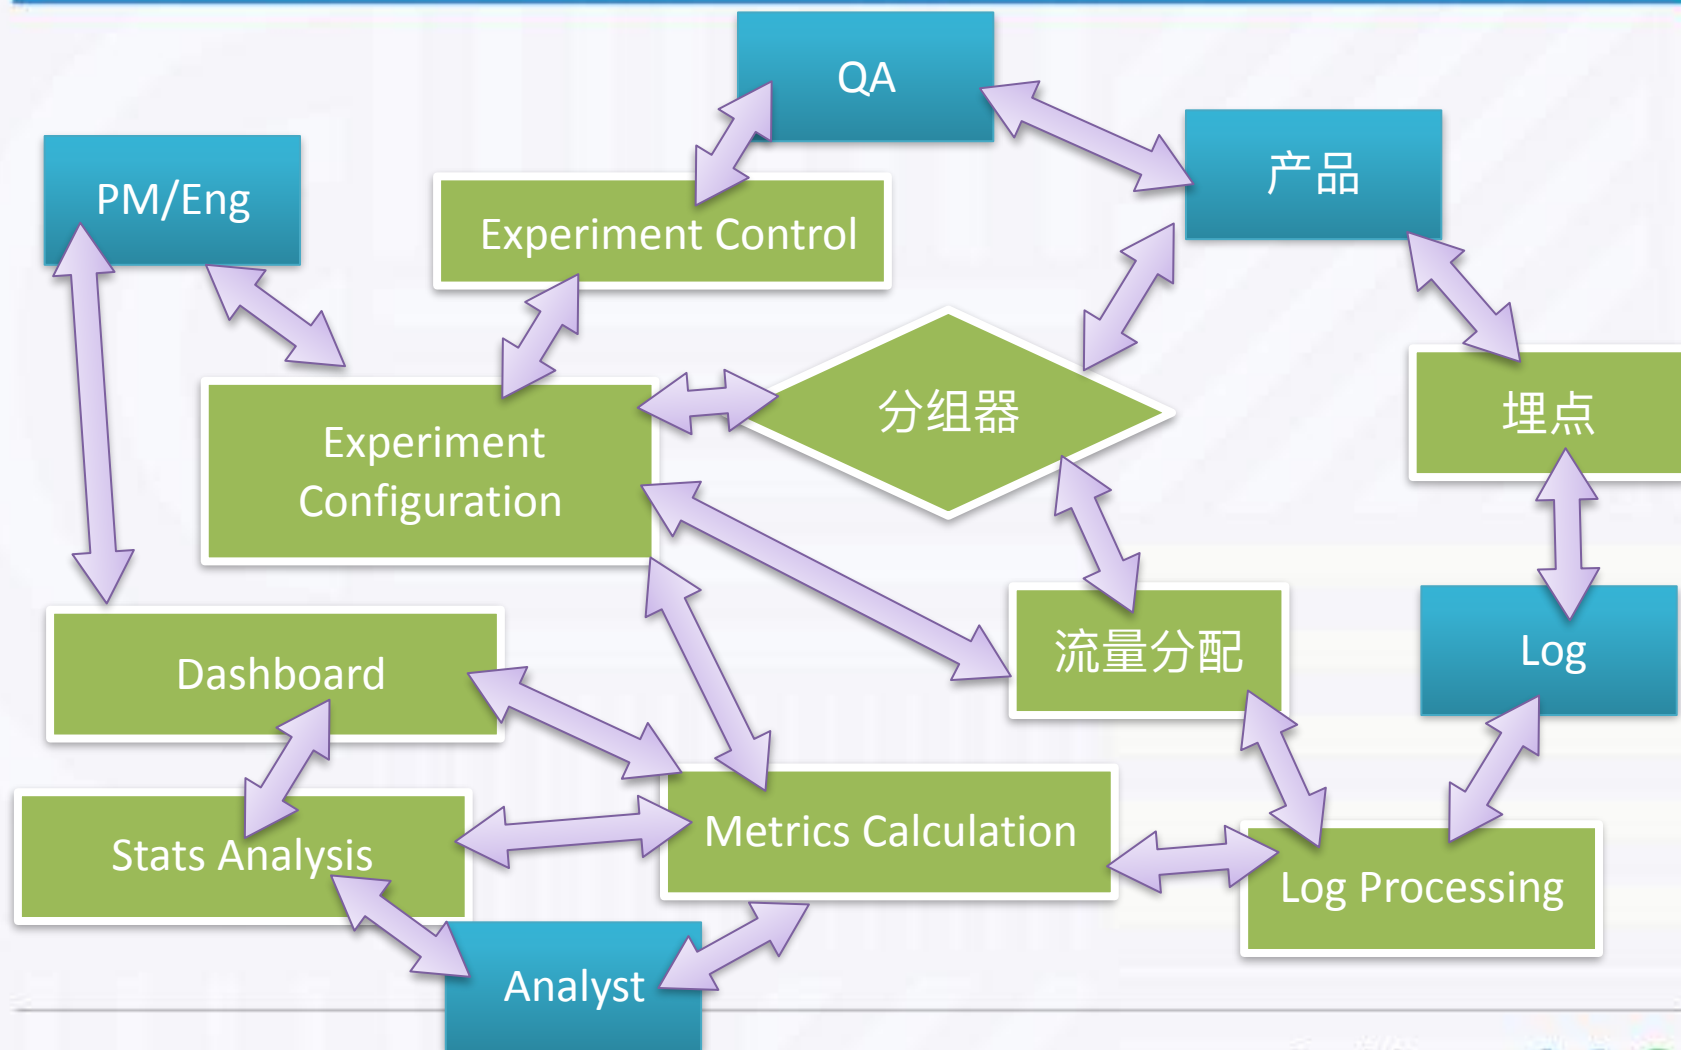 QA
产品
PM/Eng
Experiment Control
分组器
埋点
Experiment
Configuration
流量分配
Log
Dashboard
Metrics Calculation
Stats Analysis
Log Processing
Analyst